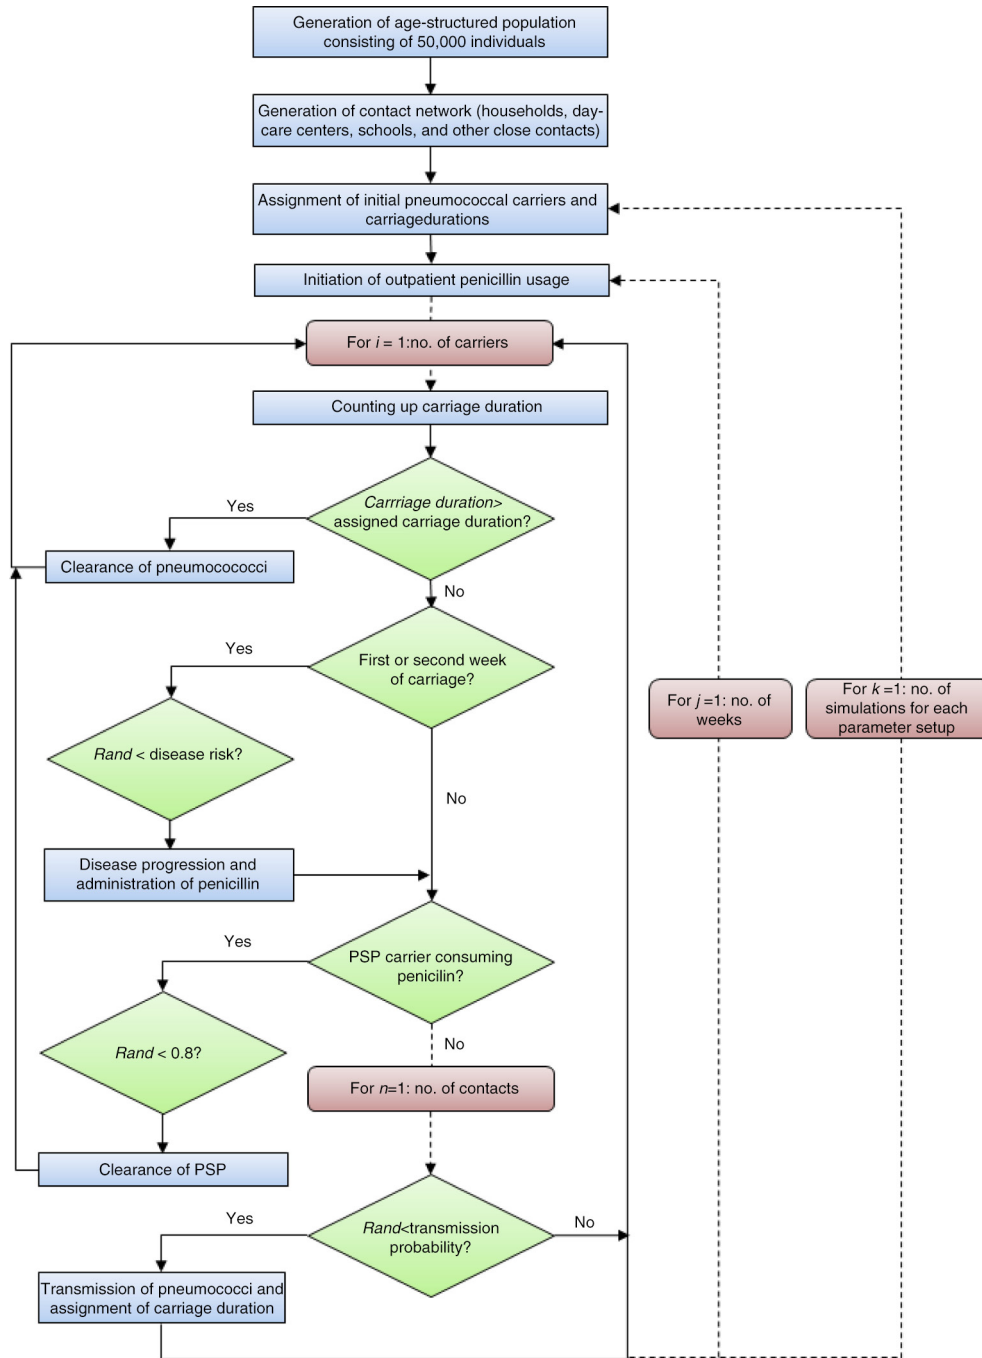 Generation of age-structured population
consisting of 50,000 individuals
Generation of contact network (households, day-
care centers, schools, and other close contacts)
Assignment of initial pneumococcal carriers and
carriagedurations
Initiation of outpatient penicillin usage
For i = 1:no. of carriers
Counting up carriage duration
Carrriage duration>
assigned carriage duration?
Yes
Clearance of pneumocococci
No
First or second week
of carriage?
Yes
For j =1: no. of
weeks
For k =1: no. of
simulations for each
parameter setup
Rand < disease risk?
No
Disease progression and
administration of penicillin
PSP carrier consuming
penicilin?
Yes
Rand < 0.8?
No
For n=1: no. of contacts
Clearance of PSP
Rand<transmission
probability?
Yes
No
Transmission of pneumococci and
assignment of carriage duration